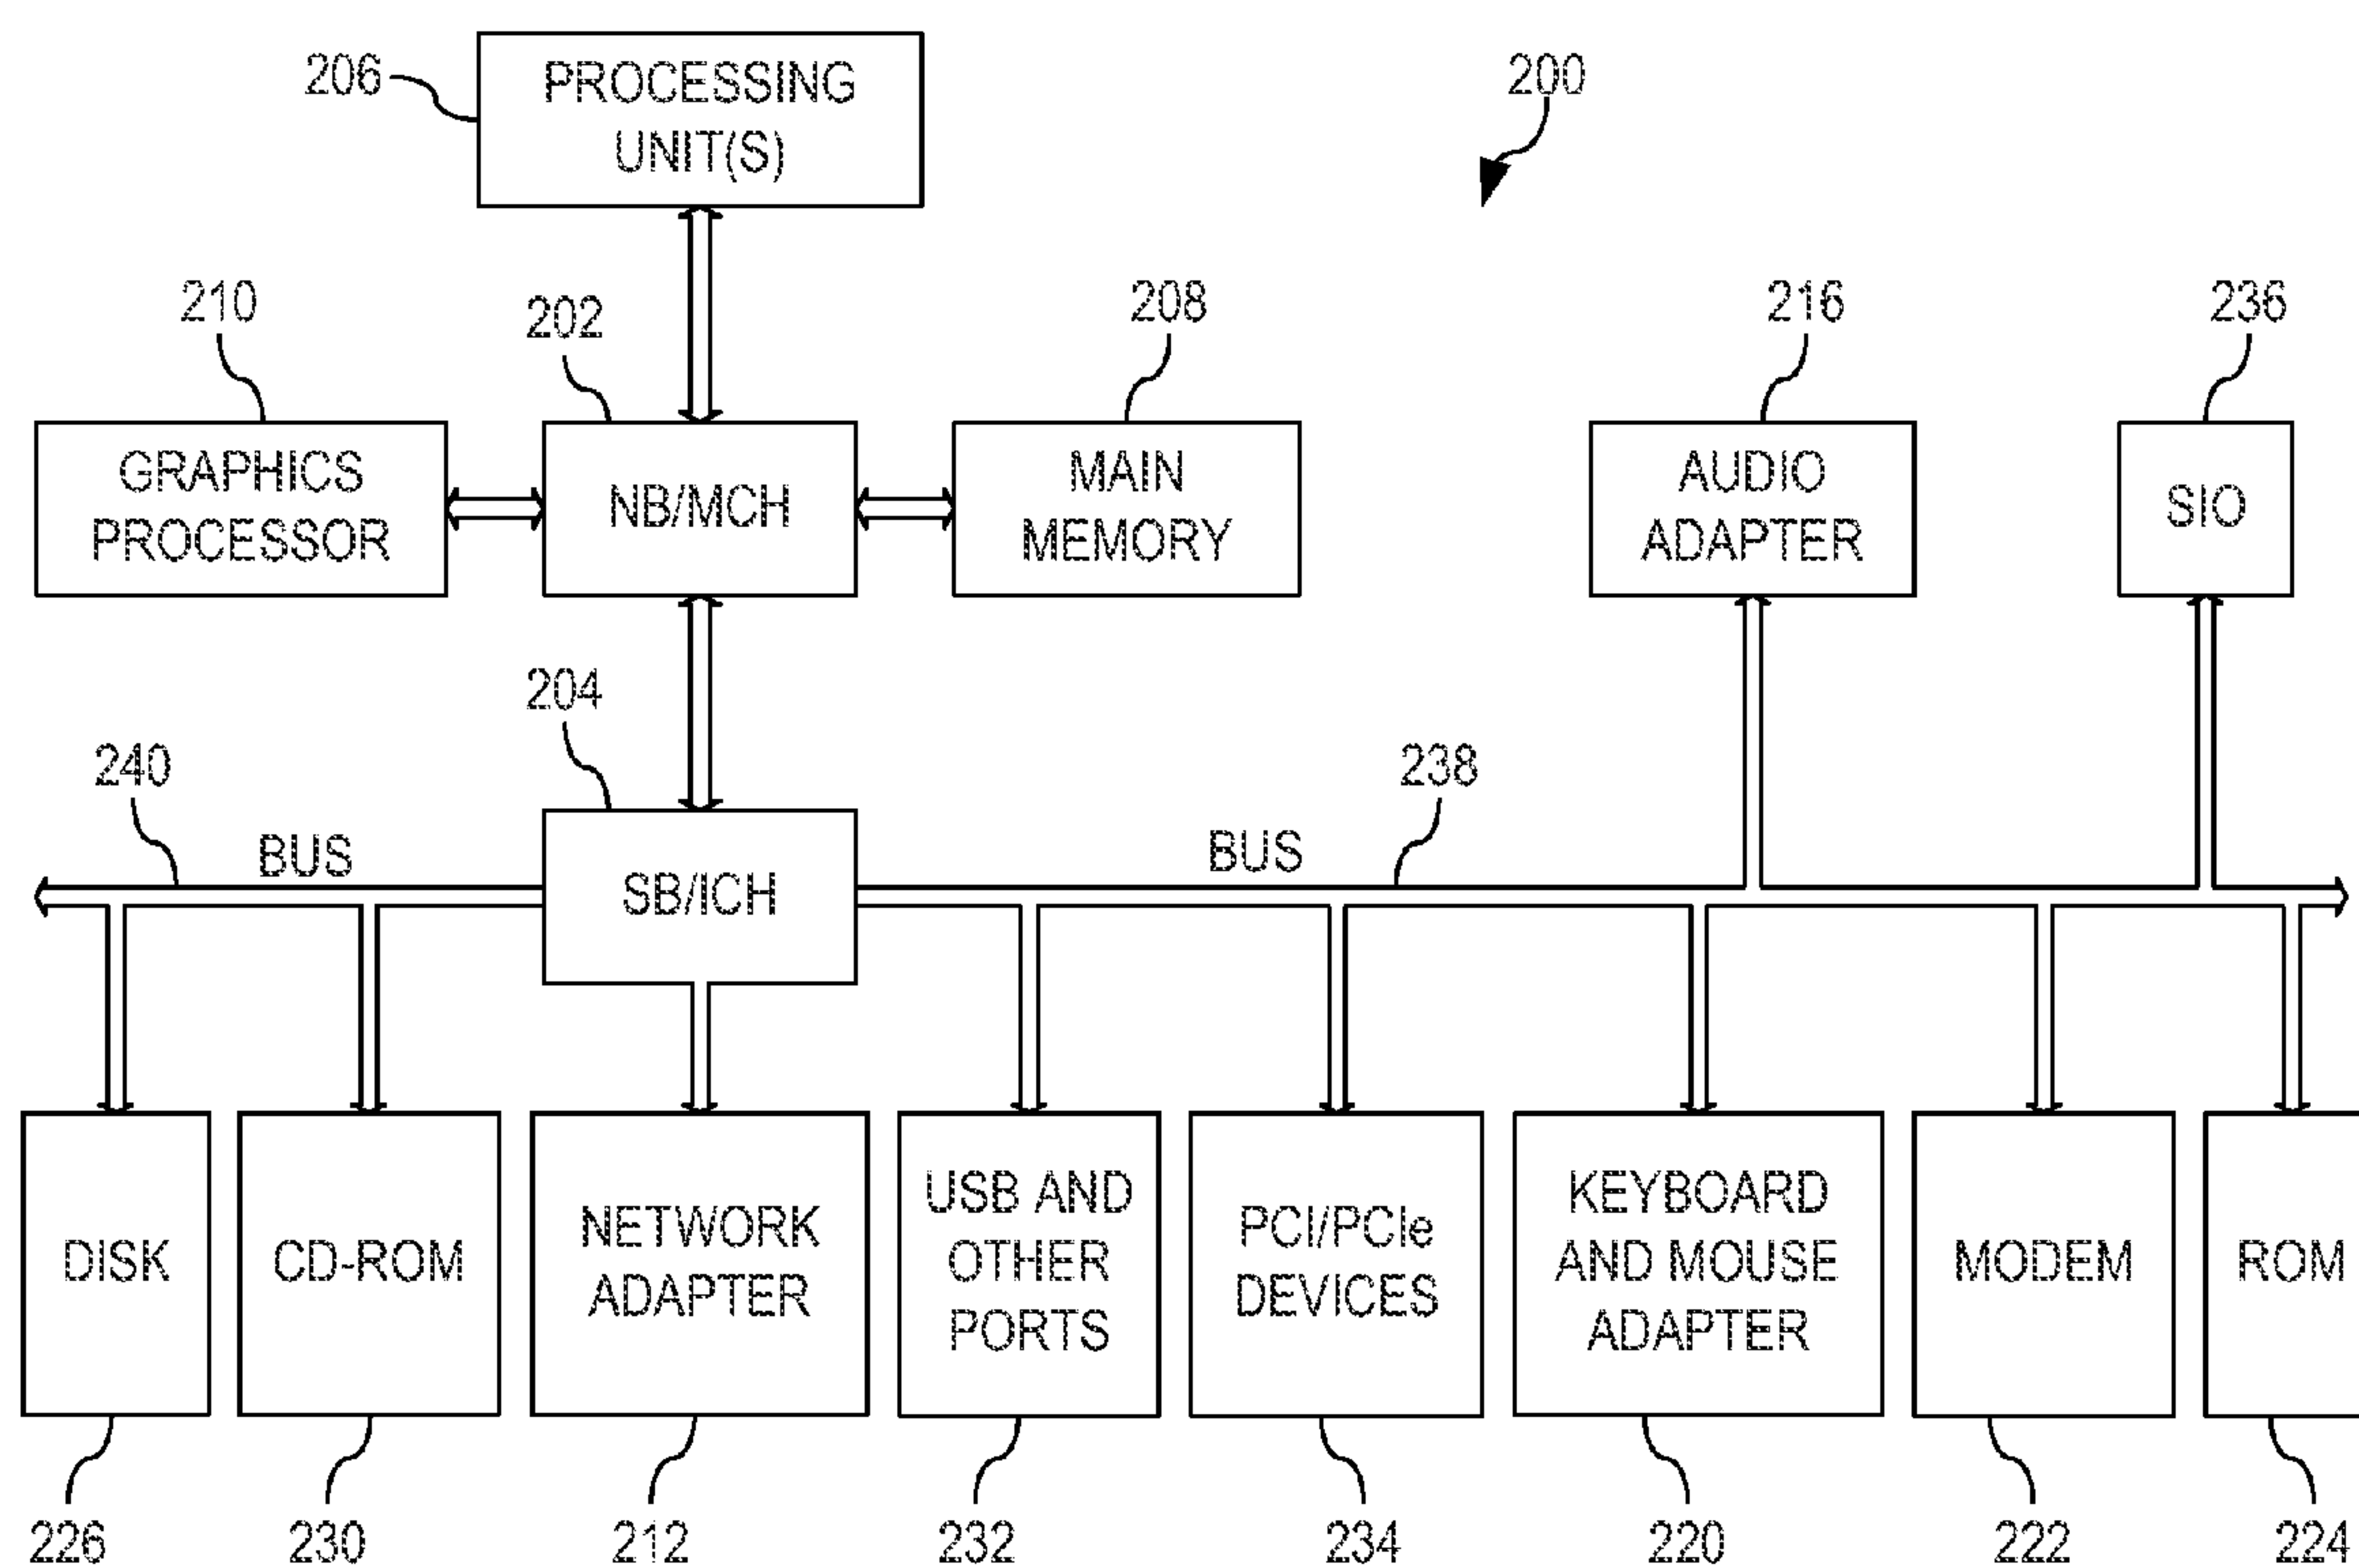 206
PROCESSING
UNIT(S)
200
210
202
208
216
236
GRAPHICS
PROCESSOR
NB/MCH
MAIN
MEMORY
AUDIO
ADAPTER
SIO
204
240
238
BUS
SB/ICH
BUS
DISK
CD-ROM
NETWORK
ADAPTER
USB AND
OTHER
PORTS
PCI/PCIe
DEVICES
KEYBOARD
AND MOUSE
ADAPTER
MODEM
ROM
226
230
212
232
234
220
222
224